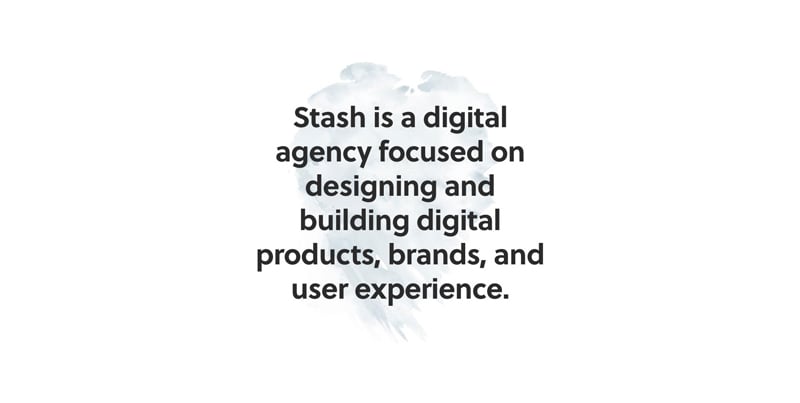 Stash is a digital
agency focused on
designing and
building digital
products, brands, and
user experience.